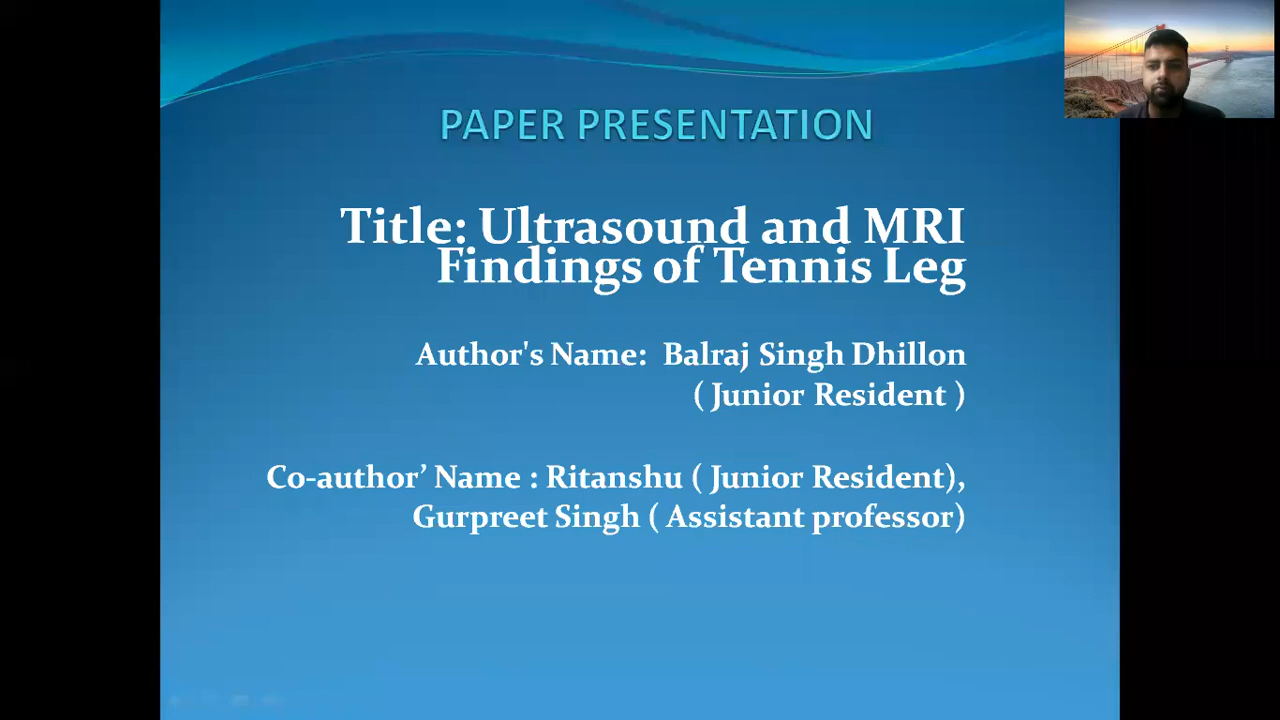 PAPER PRESENTATION
Title: Ultrasound and MRI
Findings of Tennis Leg
Author's Name: Balraj Singh Dhillon
( Junior Resident )
Co-author’ Name : Ritanshu ( Junior Resident),
Gurpreet Singh ( Assistant professor)